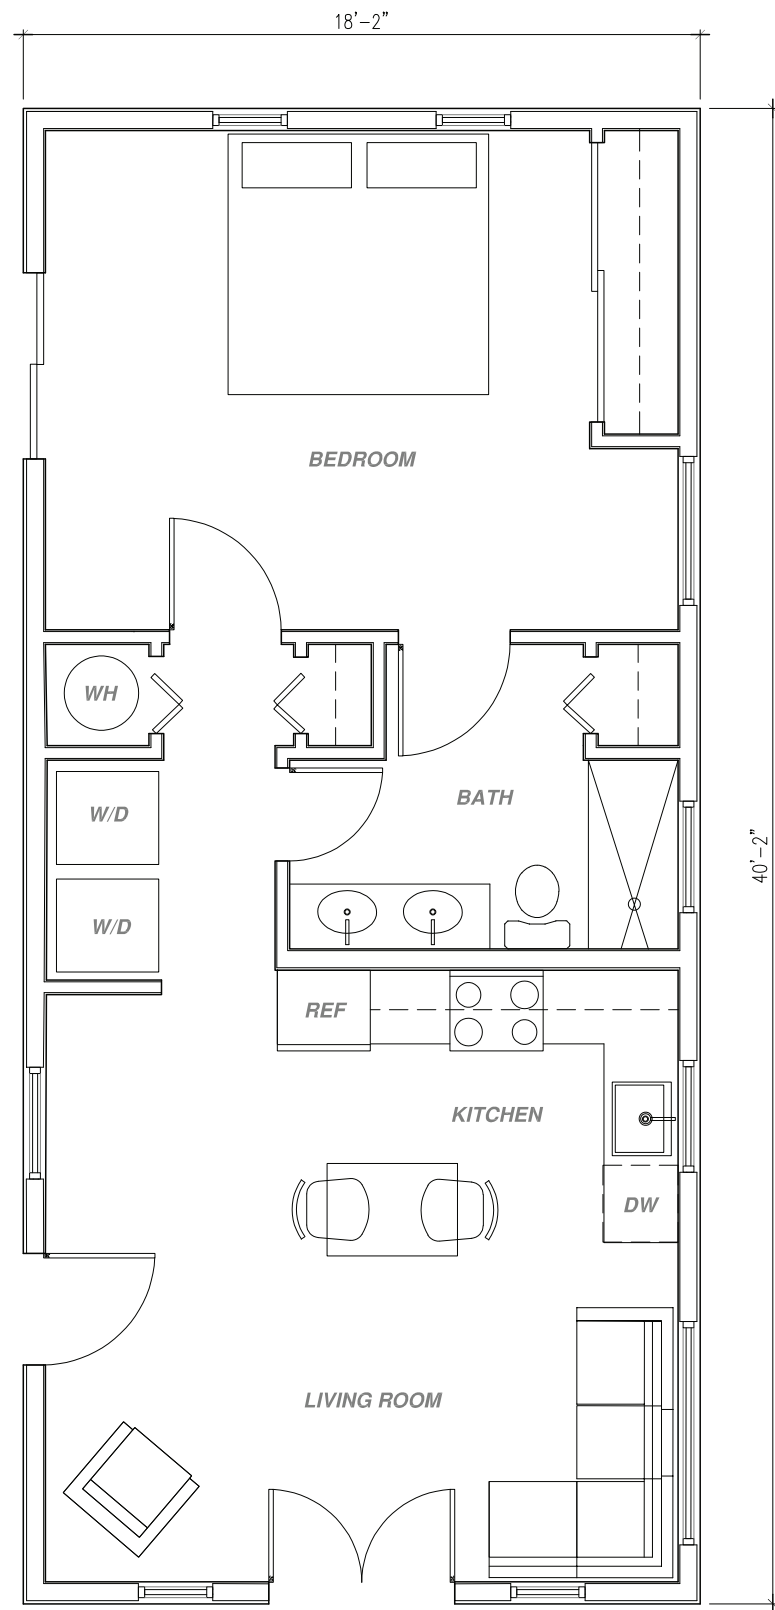 18'-2"
BEDROOM
WH
W/D
BATH
40'-2"
W/D
REF
KITCHEN
DW
LIVING ROOM